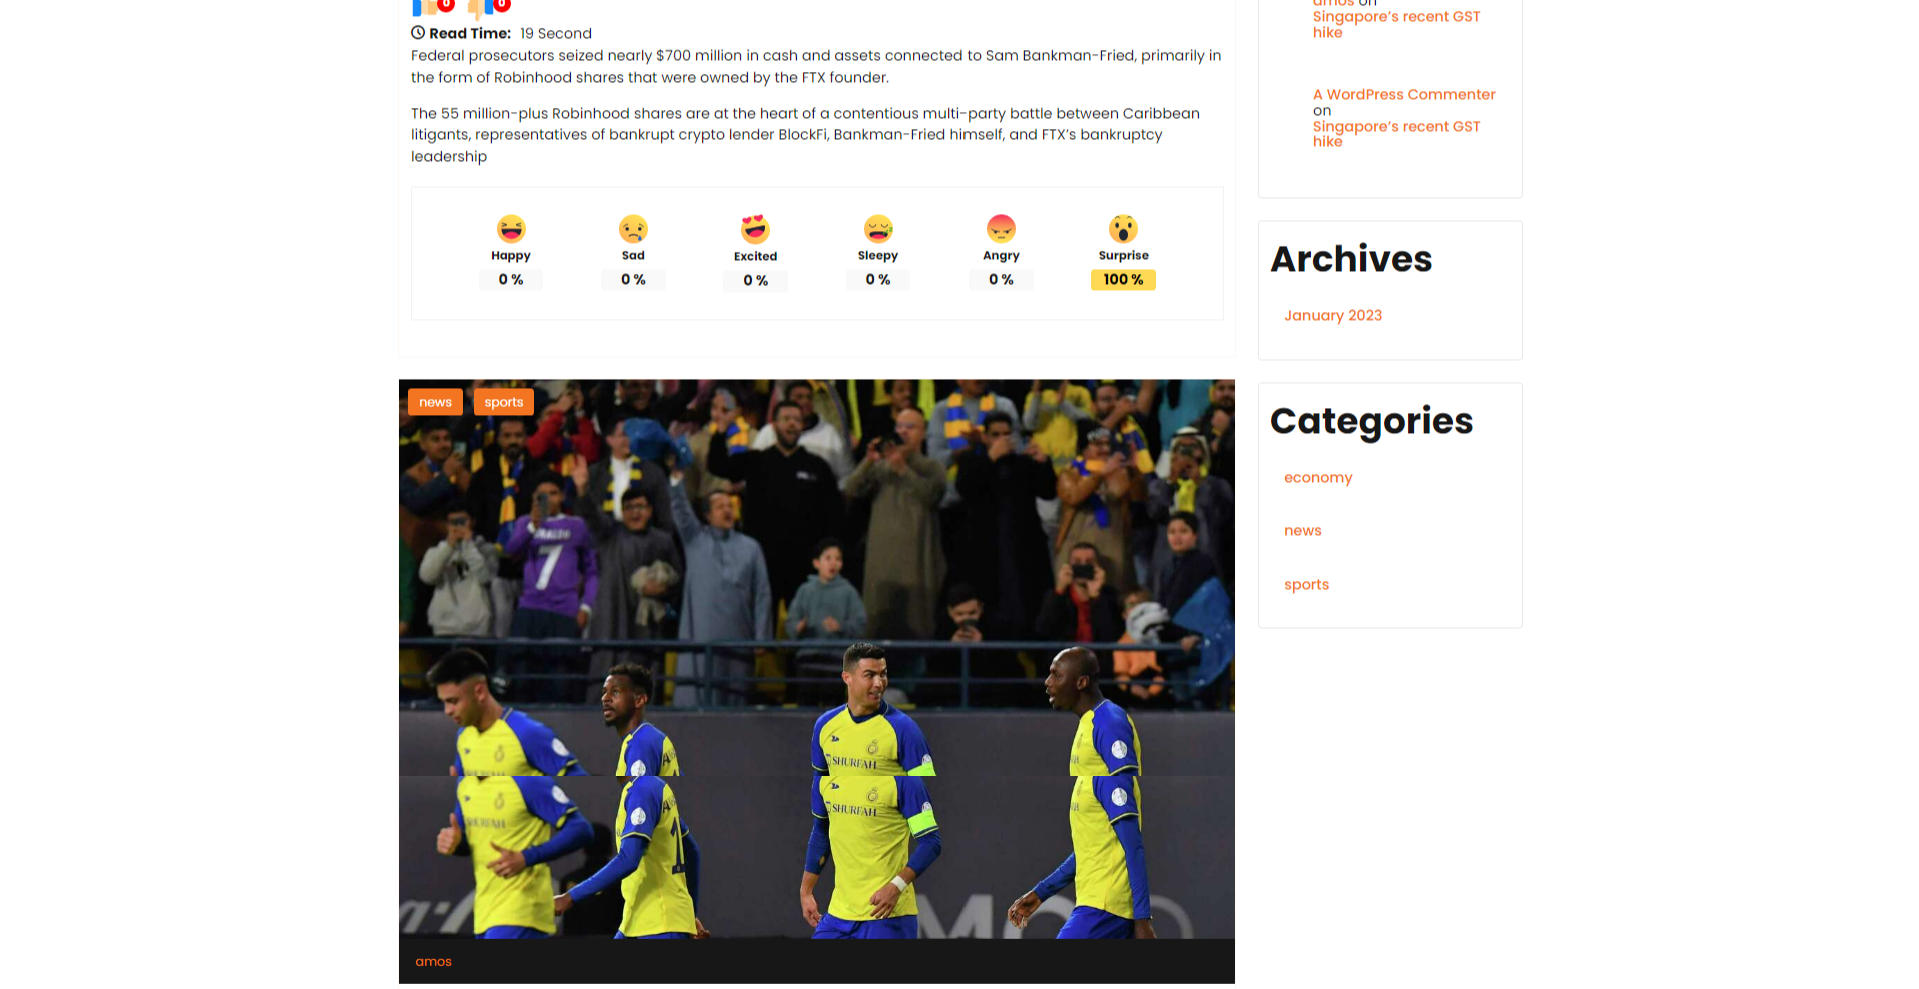 0 0
Read Time: 19 Second
Federal prosecutors seized nearly $700 million in cash and assets connected to Sam Bankman-Fried, primarily in
the form of Robinhood shares that were owned by the FTX founder.
The 55 million-plus Robinhood shares are at the heart of a contentious multi-party battle between Caribbean
litigants, representatives of bankrupt crypto lender BlockFi, Bankman-Fried himself, and FTX's bankruptcy
leadership
Happy Sad Excited Sleepy Angry Surprise
0 % 0 % 0 % 0 % 0 % 100 %
news sports
7
SHURFAH
SHURFAH
1
amos
amos on
Singapore's recent GST
hike
A WordPress Commenter
on
Singapore's recent GST
hike
Archives
January 2023
Categories
economy
news
sports